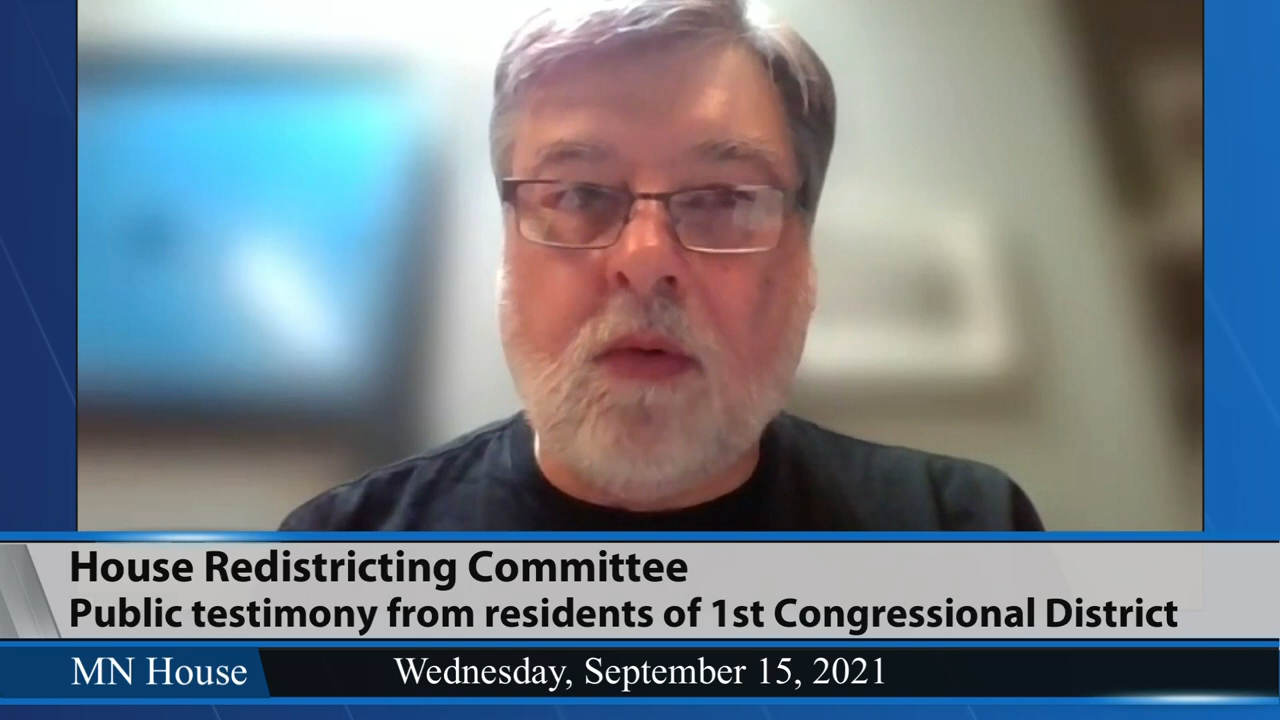 House Redistricting Committee
Public testimony from residents of 1st Congressional District
MN House
Wednesday, September 15, 2021